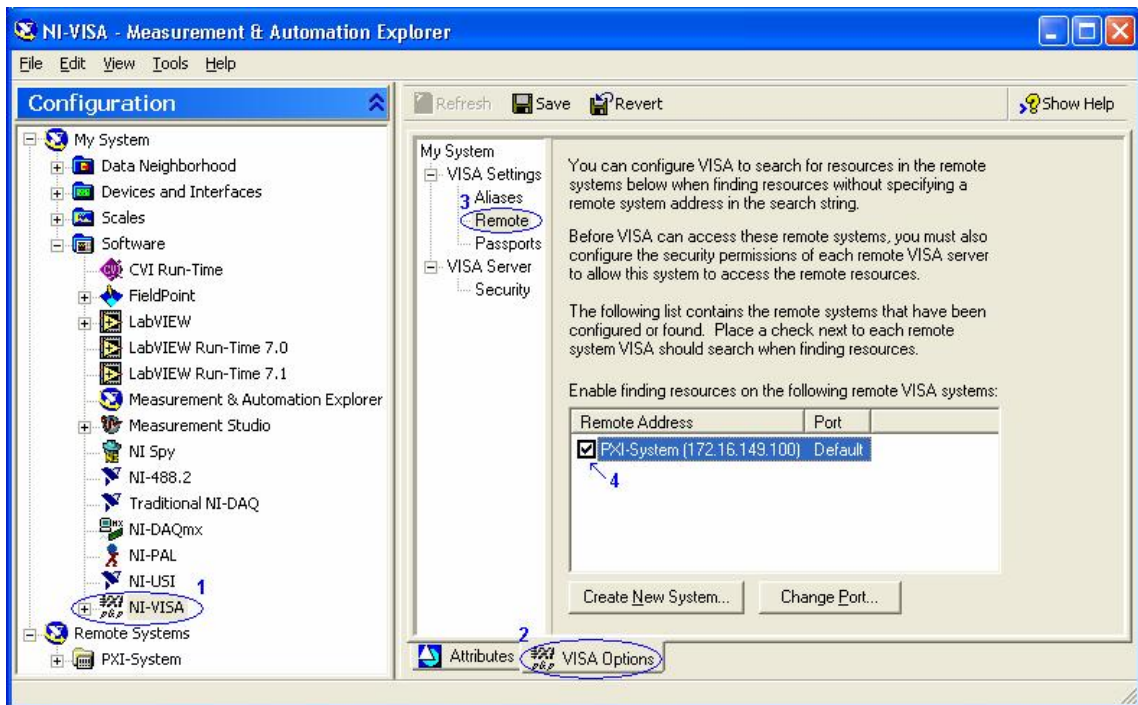 NI-VISA - Measurement & Automation Explorer
File Edit View Tools Help
Configuration
My System
Data Neighborhood
Devices and Interfaces
Scales
Software
CVI Run-Time
FieldPoint
LabVIEW
LabVIEW Run-Time 7.0
LabVIEW Run-Time 7.1
Measurement & Automation Explorer
Measurement Studio
NI Spy
NI-488.2
Traditional NI-DAQ
NI-DAQmx
NI-PAL
NI-USI
1
NI-VISA
Remote Systems
PXI-System
Refresh Save Revert Show Help
My System
VISA Settings
Aliases
3
Remote
Passports
VISA Server
Security
You can configure VISA to search for resources in the remote
systems below when finding resources without specifying a
remote system address in the search string.
Before VISA can access these remote systems, you must also
configure the security permissions of each remote VISA server
to allow this system to access the remote resources.
The following list contains the remote systems that have been
configured or found. Place a check next to each remote
system VISA should search when finding resources.
Enable finding resources on the following remote VISA systems:
Remote Address Port
PXI-System (172.16.149.100) Default
4
Create New System... Change Port...
2
Attributes VISA Options